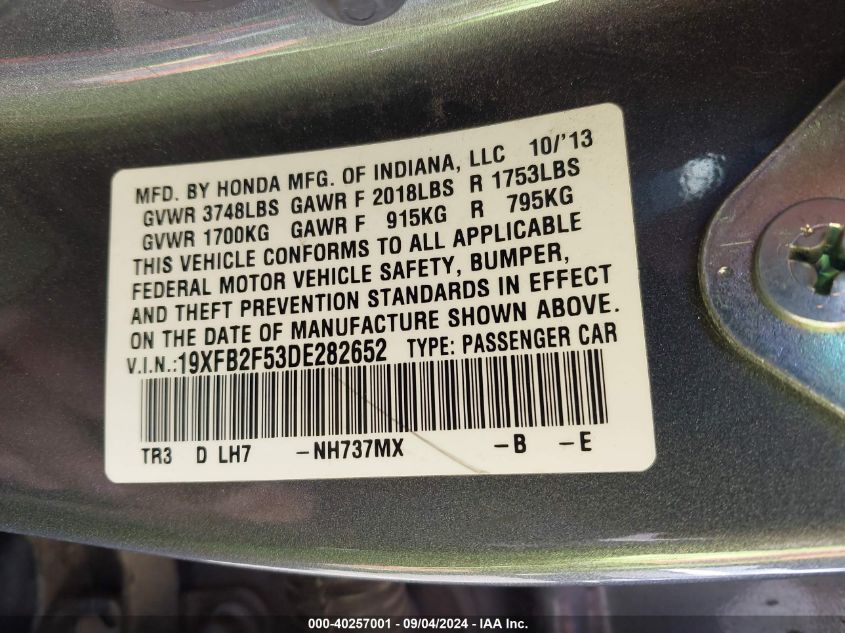 MFD. BY HONDA MFG. OF INDIANA, LLC 10/'13
GVWR 3748LBS GAWR F 2018LBS R 1753LBS
GVWR 1700KG GAWR F 915KG R 795KG
THIS VEHICLE CONFORMS TO ALL APPLICABLE
FEDERAL MOTOR VEHICLE SAFETY, BUMPER,
AND THEFT PREVENTION STANDARDS IN EFFECT
ON THE DATE OF MANUFACTURE SHOWN ABOVE.
V.I.N.:19XFB2F53DE282652 TYPE: PASSENGER CAR
TR3 D LH7 -NH737MX -B -E
000-40257001 - 09/04/2024 - IAA Inc.